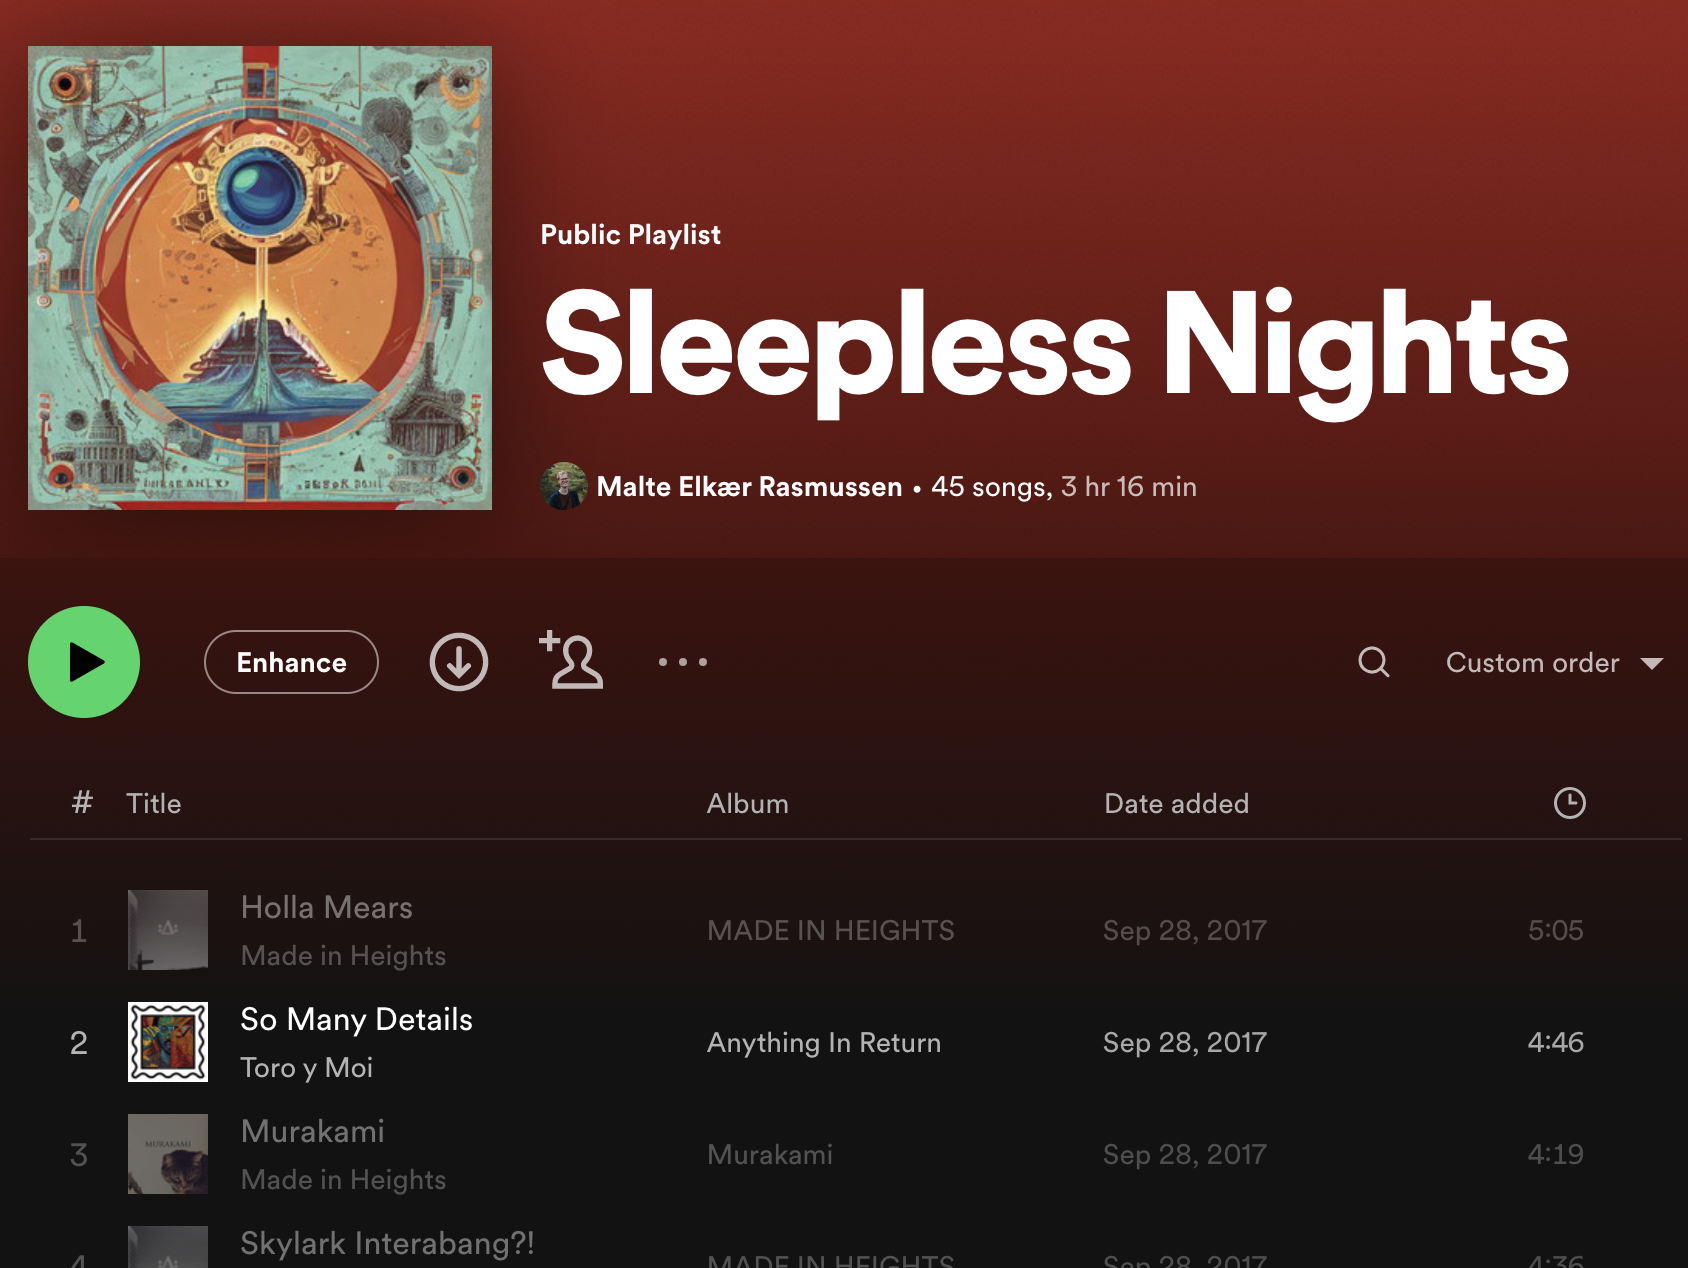 Public Playlist
Sleepless Nights
Malte Elkær Rasmussen • 45 songs, 3 hr 16 min
Enhance
Custom order
# Title Album Date added
1 Holla Mears MADE IN HEIGHTS Sep 28, 2017 5:05
Made in Heights
2 So Many Details Anything In Return Sep 28, 2017 4:46
Toro y Moi
MURAKAMI
3 Murakami Murakami Sep 28, 2017 4:19
Made in Heights
4 Skylark Interabang?! MADE IN HEIGHTS Sep 28, 2017 4:36